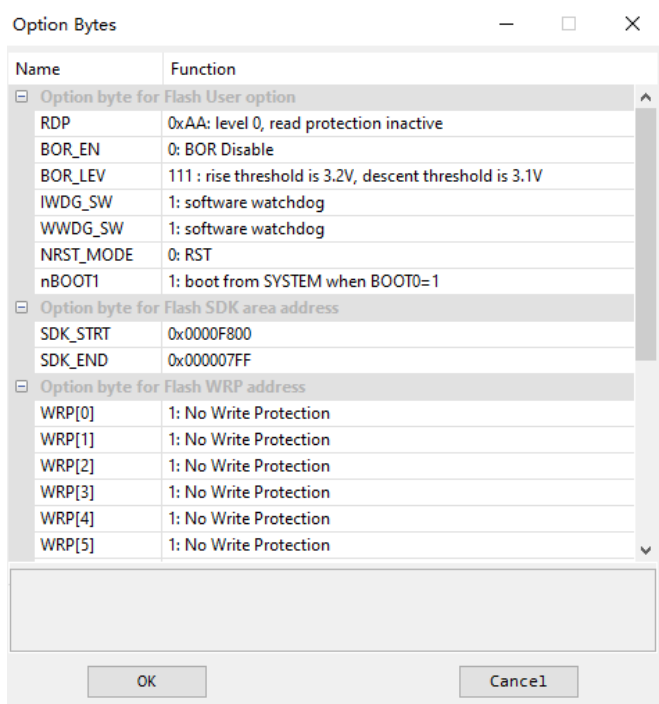 Option Bytes
Name Function
Option byte for Flash User option
RDP 0xAA: level 0, read protection inactive
BOR_EN 0: BOR Disable
BOR_LEV 111 : rise threshold is 3.2V, descent threshold is 3.1V
IWDG_SW 1: software watchdog
WWDG_SW 1: software watchdog
NRST_MODE 0: RST
nBOOT1 1: boot from SYSTEM when BOOT0=1
Option byte for Flash SDK area address
SDK_STRT 0x0000F800
SDK_END 0x000007FF
Option byte for Flash WRP address
WRP[0] 1: No Write Protection
WRP[1] 1: No Write Protection
WRP[2] 1: No Write Protection
WRP[3] 1: No Write Protection
WRP[4] 1: No Write Protection
WRP[5] 1: No Write Protection
OK Cancel